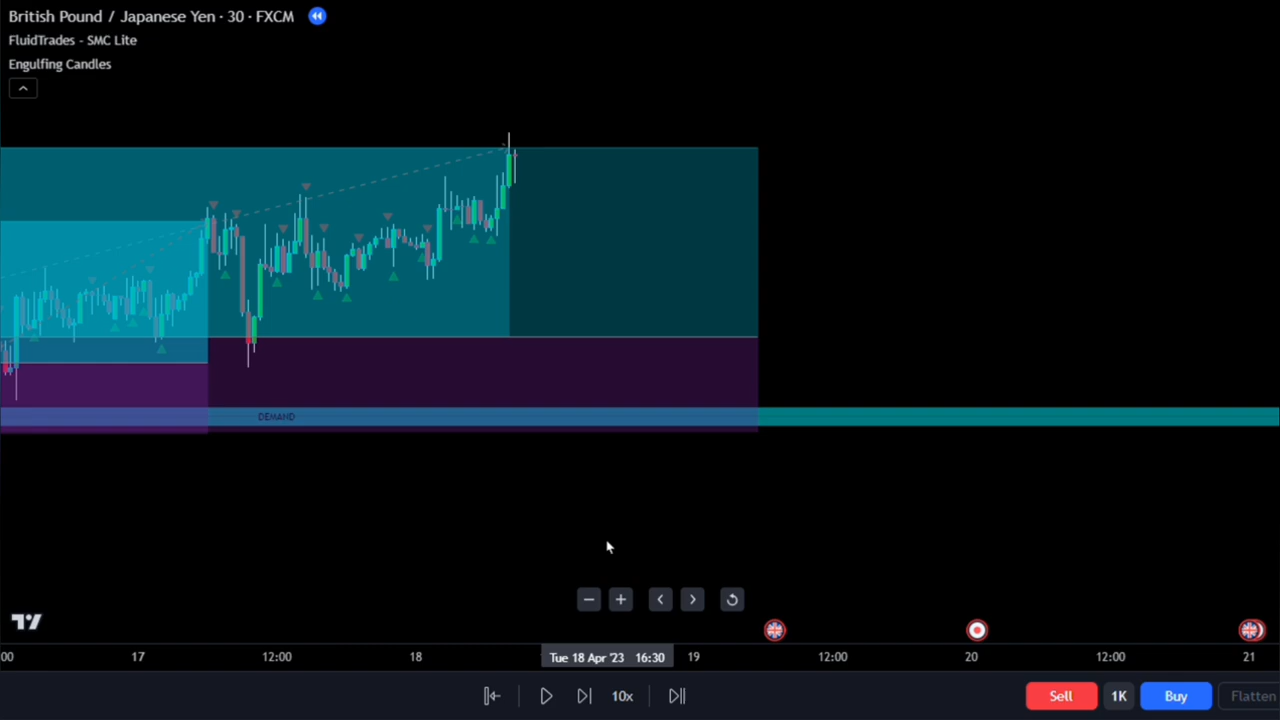 British Pound / Japanese Yen · 30 · FXCM
FluidTrades - SMC Lite
Engulfing Candles
DEMAND
:00 17 12:00 18 Tue 18 Apr '23 16:30 19 12:00 20 12:00 21
10x
Sell 1K Buy Flatten